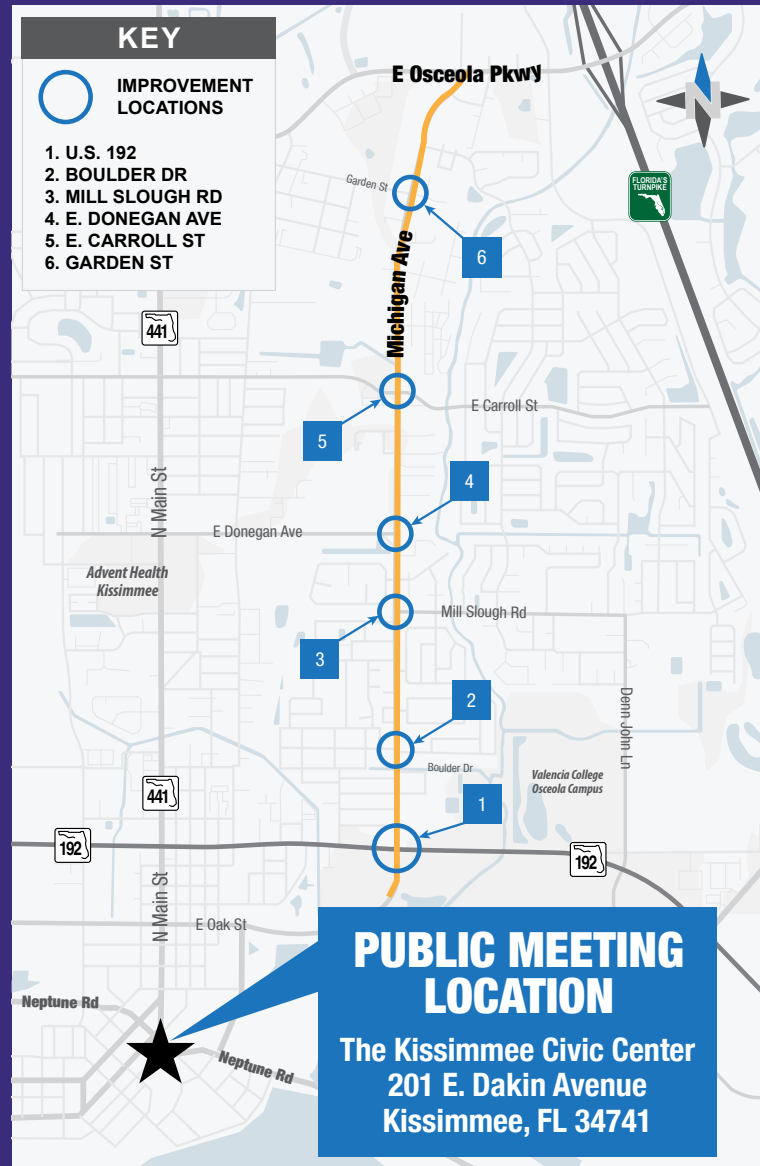 KEY
IMPROVEMENT
LOCATIONS
1. U.S. 192
2. BOULDER DR
3. MILL SLOUGH RD
4. E. DONEGAN AVE
5. E. CARROLL ST
6. GARDEN ST
E Osceola Pkwy
N
FLORIDA'S
TURNPIKE
Garden St
6
Michigan Ave
441
E Carroll St
5
4
N Main St
E Donegan Ave
Advent Health
Kissimmee
Mill Slough Rd
3
2
Denn John Ln
Boulder Dr
Valencia College
Osceola Campus
441
1
192
192
N Main St
E Oak St
Neptune Rd
Neptune Rd
PUBLIC MEETING
LOCATION
The Kissimmee Civic Center
201 E. Dakin Avenue
Kissimmee, FL 34741